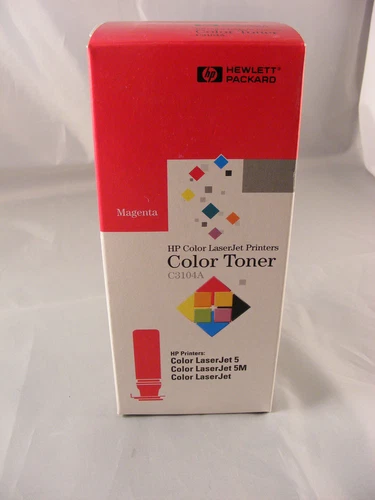 Color Toner
hp
HEWLETT®
PACKARD
Magenta
HP Color LaserJet Printers
Color Toner
C3104A
HP Printers:
Color LaserJet 5
Color LaserJet 5M
Color LaserJet